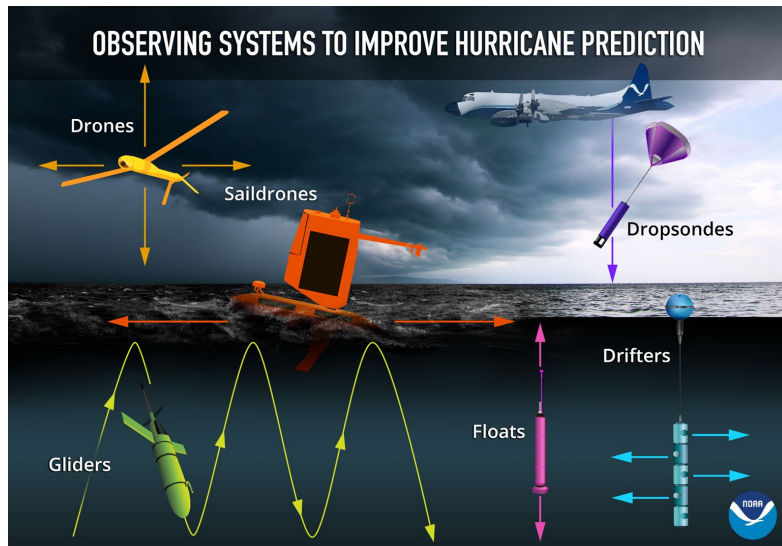 OBSERVING SYSTEMS TO IMPROVE HURRICANE PREDICTION
Drones
Saildrones
Dropsondes
Drifters
Floats
Gliders
NOAA